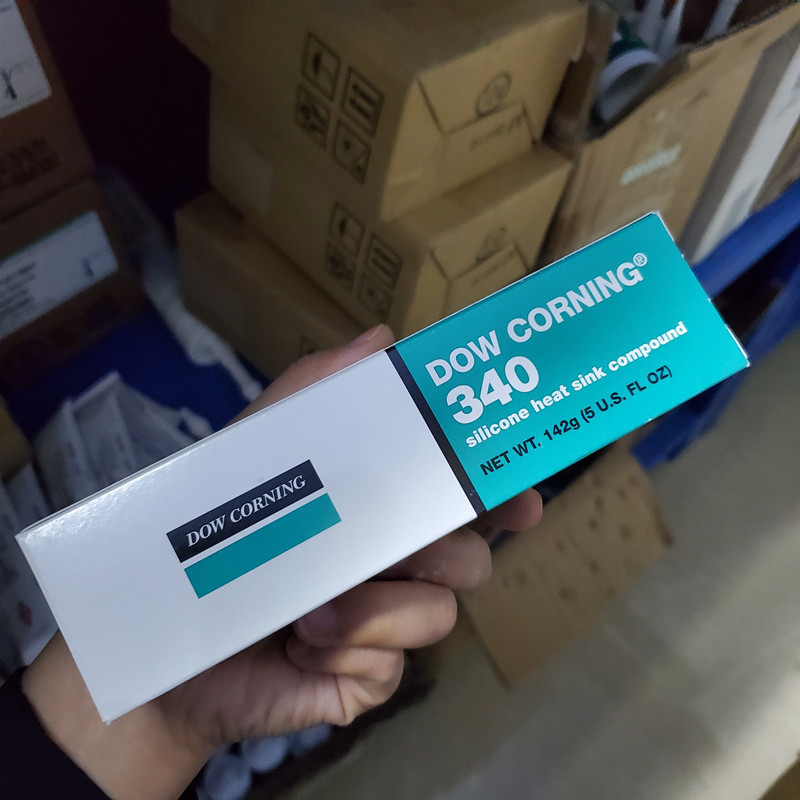 DOW CORNING®
340
silicone heat sink compound
NET WT. 142g (5 U.S. FL OZ)
DOW CORNING